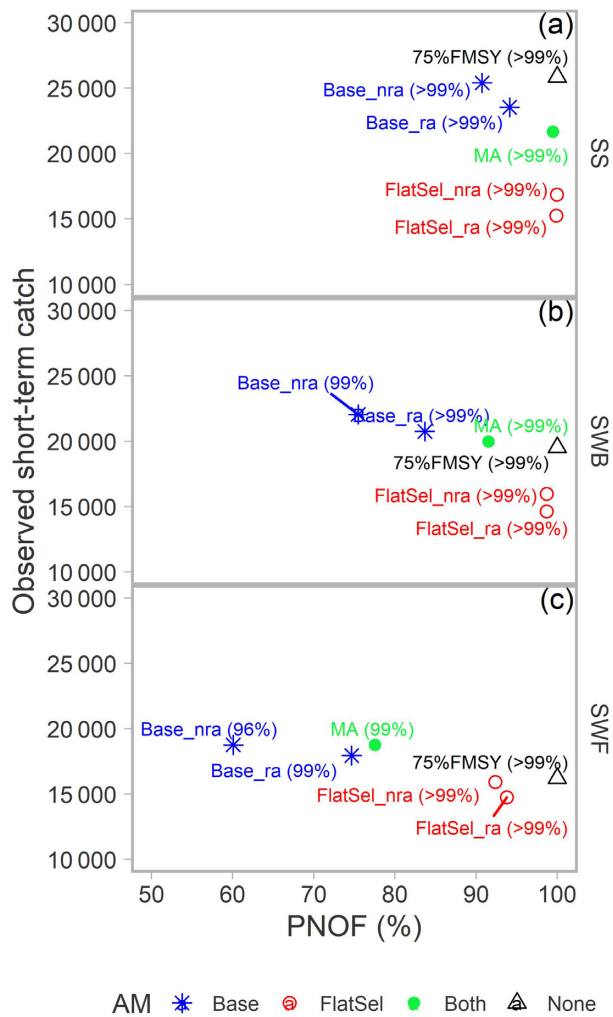 Observed short-term catch
30 000
25 000
20 000
15 000
10 000
(a)
75%FMSY (>99%)
Base_nra (>99%)
Base_ra (>99%)
MA (>99%)
FlatSel_nra (>99%)
FlatSel_ra (>99%)
SS
30 000
25 000
20 000
15 000
10 000
(b)
Base_nra (99%)
Base_ra (>99%)
MA (>99%)
75%FMSY (>99%)
FlatSel_nra (>99%)
FlatSel_ra (>99%)
SWB
30 000
25 000
20 000
15 000
10 000
(c)
Base_nra (96%)
MA (99%)
Base_ra (99%)
75%FMSY (>99%)
FlatSel_nra (>99%)
FlatSel_ra (>99%)
SWF
50 60 70 80 90 100
PNOF (%)
AM a Base a FlatSel a Both a None